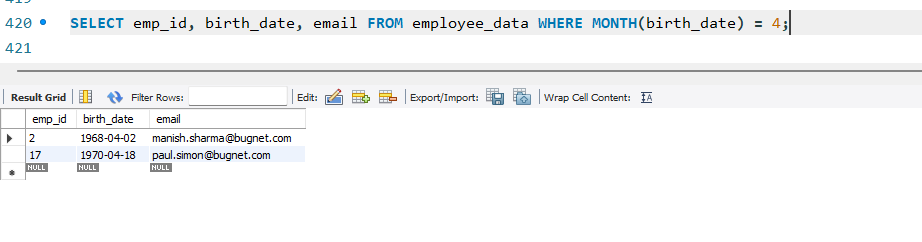 419
420 SELECT emp_id, birth_date, email FROM employee_data WHERE MONTH(birth_date) = 4;
421
Result Grid Filter Rows: Edit: Export/Import: Wrap Cell Content: IA
emp_id birth_date email
2 1968-04-02 manish.sharma@bugnet.com
17 1970-04-18 paul.simon@bugnet.com
NULL NULL NULL